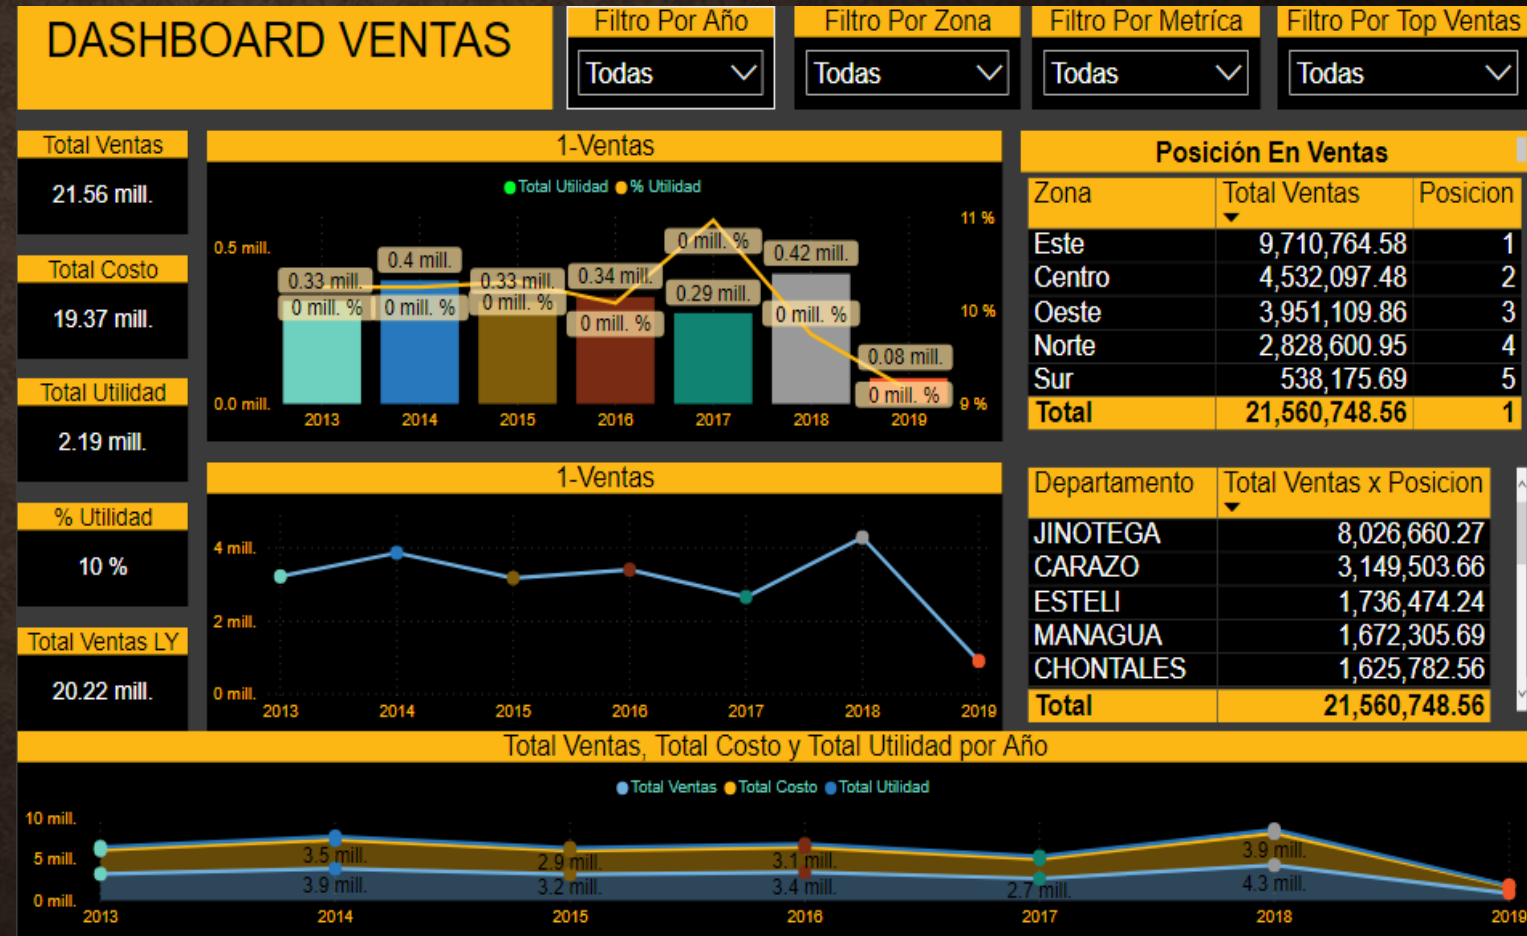 DASHBOARD VENTAS
Filtro Por Año
Todas
Filtro Por Zona
Todas
Filtro Por Metríca
Todas
Filtro Por Top Ventas
Todas
Total Ventas
21.56 mill.
Total Costo
19.37 mill.
Total Utilidad
2.19 mill.
% Utilidad
10 %
Total Ventas LY
20.22 mill.
1-Ventas
Total Utilidad % Utilidad
11 %
0.5 mill.
10 %
0.0 mill.
9 %
0.33 mill.
0.4 mill.
0.33 mill.
0.34 mill.
0.29 mill.
0.42 mill.
0.08 mill.
0 mill. %
0 mill. %
0 mill. %
0 mill. %
0 mill. %
0 mill. %
0 mill. %
2013 2014 2015 2016 2017 2018 2019
Posición En Ventas
Zona Total Ventas Posicion
Este 9,710,764.58 1
Centro 4,532,097.48 2
Oeste 3,951,109.86 3
Norte 2,828,600.95 4
Sur 538,175.69 5
Total 21,560,748.56 1
1-Ventas
4 mill.
2 mill.
0 mill.
2013 2014 2015 2016 2017 2018 2019
Departamento Total Ventas x Posicion
JINOTEGA 8,026,660.27
CARAZO 3,149,503.66
ESTELI 1,736,474.24
MANAGUA 1,672,305.69
CHONTALES 1,625,782.56
Total 21,560,748.56
Total Ventas, Total Costo y Total Utilidad por Año
Total Ventas Total Costo Total Utilidad
10 mill.
5 mill.
0 mill.
3.5 mill. 2.9 mill. 3.1 mill. 3.9 mill.
3.9 mill. 3.2 mill. 3.4 mill. 2.7 mill. 4.3 mill.
2013 2014 2015 2016 2017 2018 2019